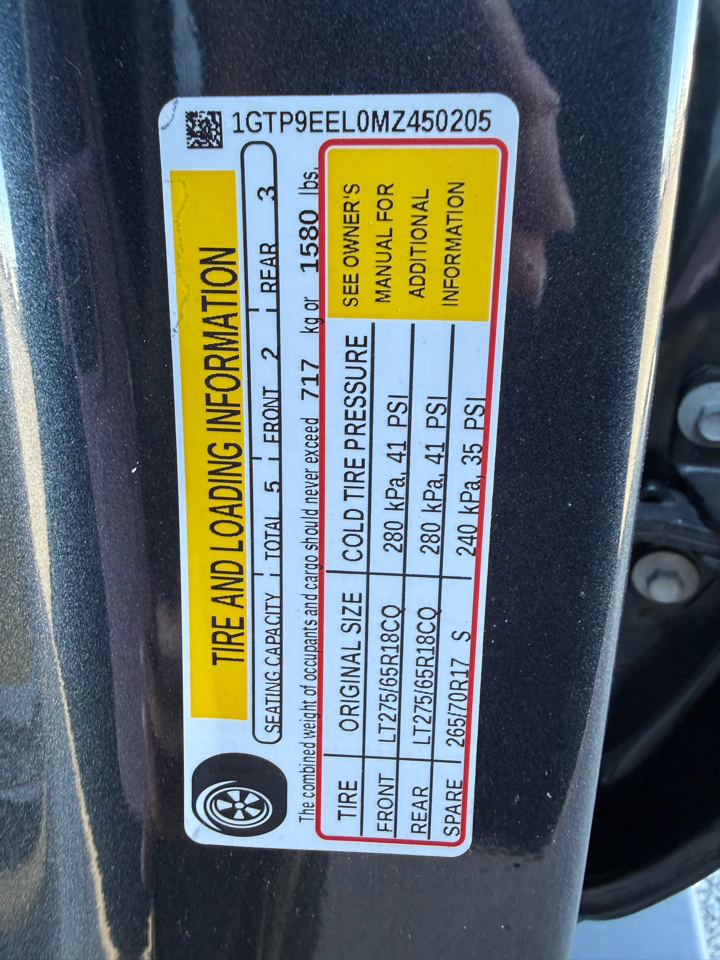 1GTP9EEL0MZ450205
TIRE AND LOADING INFORMATION
SEATING CAPACITY TOTAL 5 FRONT 2 REAR 3
The combined weight of occupants and cargo should never exceed 717 kg or 1580 lbs.
TIRE ORIGINAL SIZE COLD TIRE PRESSURE
FRONT LT275/65R18CQ 280 kPa, 41 PSI
REAR LT275/65R18CQ 280 kPa, 41 PSI
SPARE 265/70R17 S 240 kPa, 35 PSI
SEE OWNER'S
MANUAL FOR
ADDITIONAL
INFORMATION